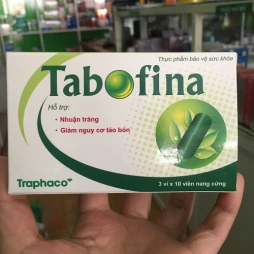 Thực phẩm bảo vệ sức khỏe
Tabofina
Hỗ trợ:
• Nhuận tràng
• Giảm nguy cơ táo bón
Traphaco
3 vỉ x 10 viên nang cứng